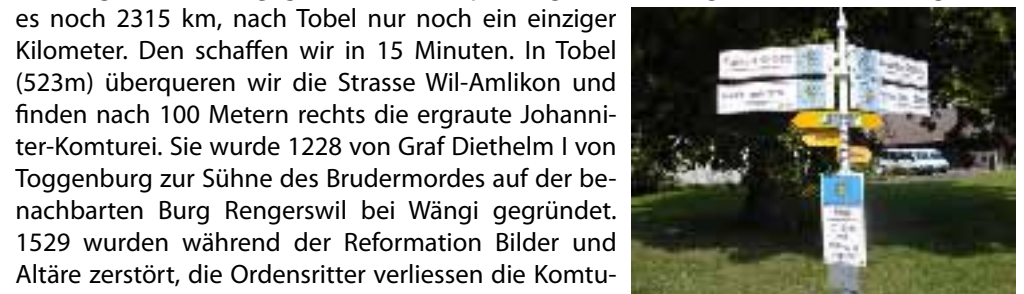 es noch 2315 km, nach Tobel nur noch ein einziger
Kilometer. Den schaffen wir in 15 Minuten. In Tobel
(523m) überqueren wir die Strasse Wil-Amlikon und
finden nach 100 Metern rechts die ergraute Johanni-
ter-Komturei. Sie wurde 1228 von Graf Diethelm I von
Toggenburg zur Sühne des Brudermordes auf der be-
nachbarten Burg Rengerswil bei Wängi gegründet.
1529 wurden während der Reformation Bilder und
Altäre zerstört, die Ordensritter verliessen die Komtu-